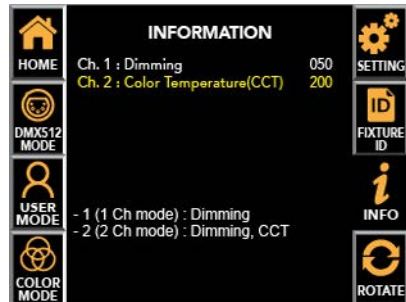 INFORMATION
HOME
Ch. 1 : Dimming 050
SETTING
Ch. 2 : Color Temperature(CCT) 200
DMX512
MODE
ID
FIXTURE
ID
USER
MODE
- 1 (1 Ch mode) : Dimming
- 2 (2 Ch mode) : Dimming, CCT
i
INFO
COLOR
MODE
ROTATE